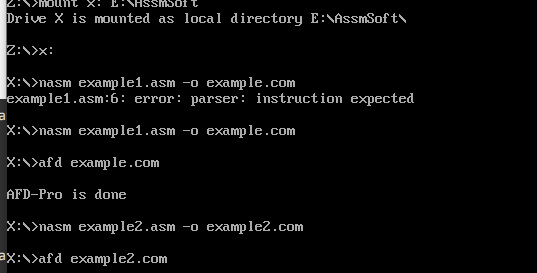 Z:\>mount x: E:\AssmSoft
Drive X is mounted as local directory E:\AssmSoft\
Z:\>x:
X:\>nasm example1.asm -o example.com
example1.asm:6: error: parser: instruction expected
X:\>nasm example1.asm -o example.com
X:\>afd example.com
AFD-Pro is done
X:\>nasm example2.asm -o example2.com
X:\>afd example2.com